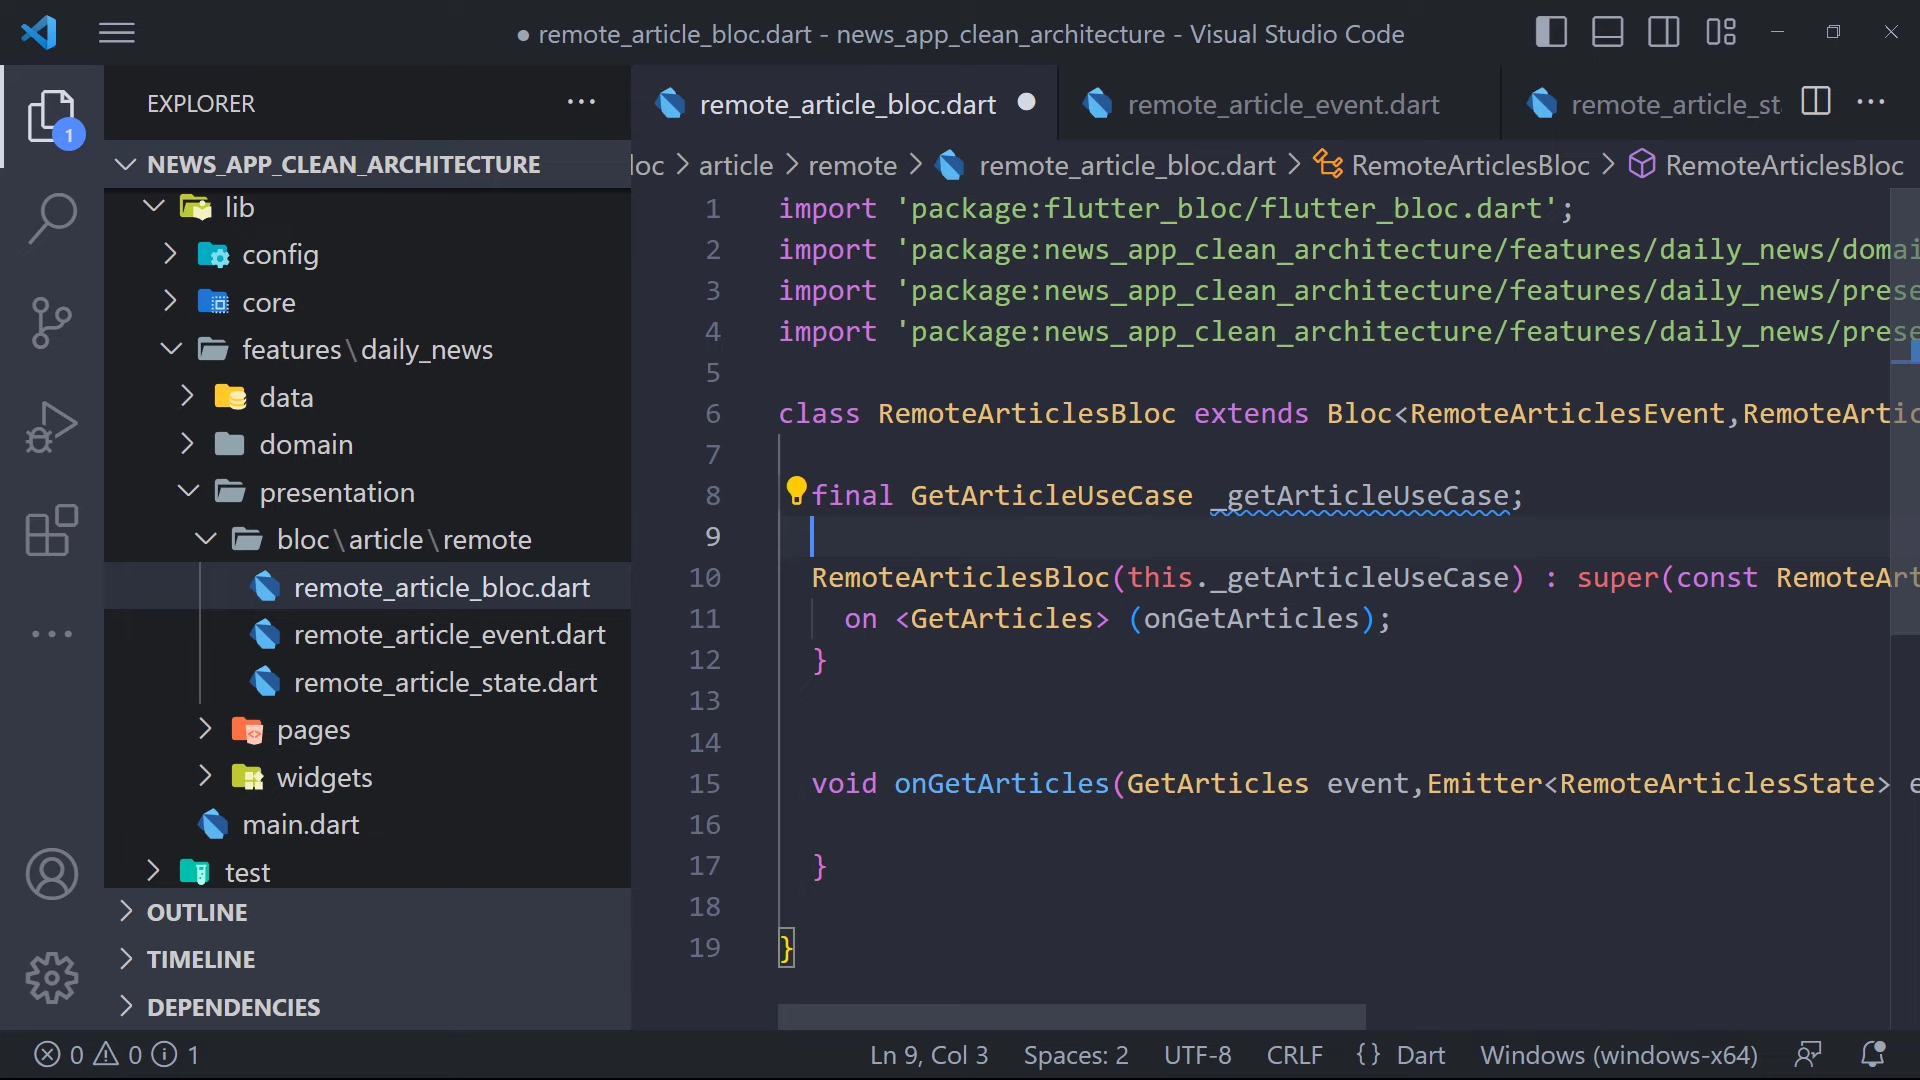 ● remote_article_bloc.dart - news_app_clean_architecture - Visual Studio Code
EXPLORER
remote_article_bloc.dart
remote_article_event.dart
remote_article_st
NEWS_APP_CLEAN_ARCHITECTURE
loc > article > remote > remote_article_bloc.dart > RemoteArticlesBloc > RemoteArticlesBloc
1
lib
config
core
features\daily_news
data
domain
presentation
bloc\article\remote
remote_article_bloc.dart
remote_article_event.dart
remote_article_state.dart
pages
widgets
main.dart
test
OUTLINE
TIMELINE
DEPENDENCIES
1 import 'package:flutter_bloc/flutter_bloc.dart';
2 import 'package:news_app_clean_architecture/features/daily_news/domai
3 import 'package:news_app_clean_architecture/features/daily_news/prese
4 import 'package:news_app_clean_architecture/features/daily_news/prese
5
6 class RemoteArticlesBloc extends Bloc<RemoteArticlesEvent,RemoteArtic
7
8 final GetArticleUseCase _getArticleUseCase;
9
10 RemoteArticlesBloc(this._getArticleUseCase) : super(const RemoteArt
11 on <GetArticles> (onGetArticles);
12 }
13
14
15 void onGetArticles(GetArticles event,Emitter<RemoteArticlesState> e
16
17 }
18
19 }
0 0 1
Ln 9, Col 3
Spaces: 2
UTF-8
CRLF
{} Dart
Windows (windows-x64)